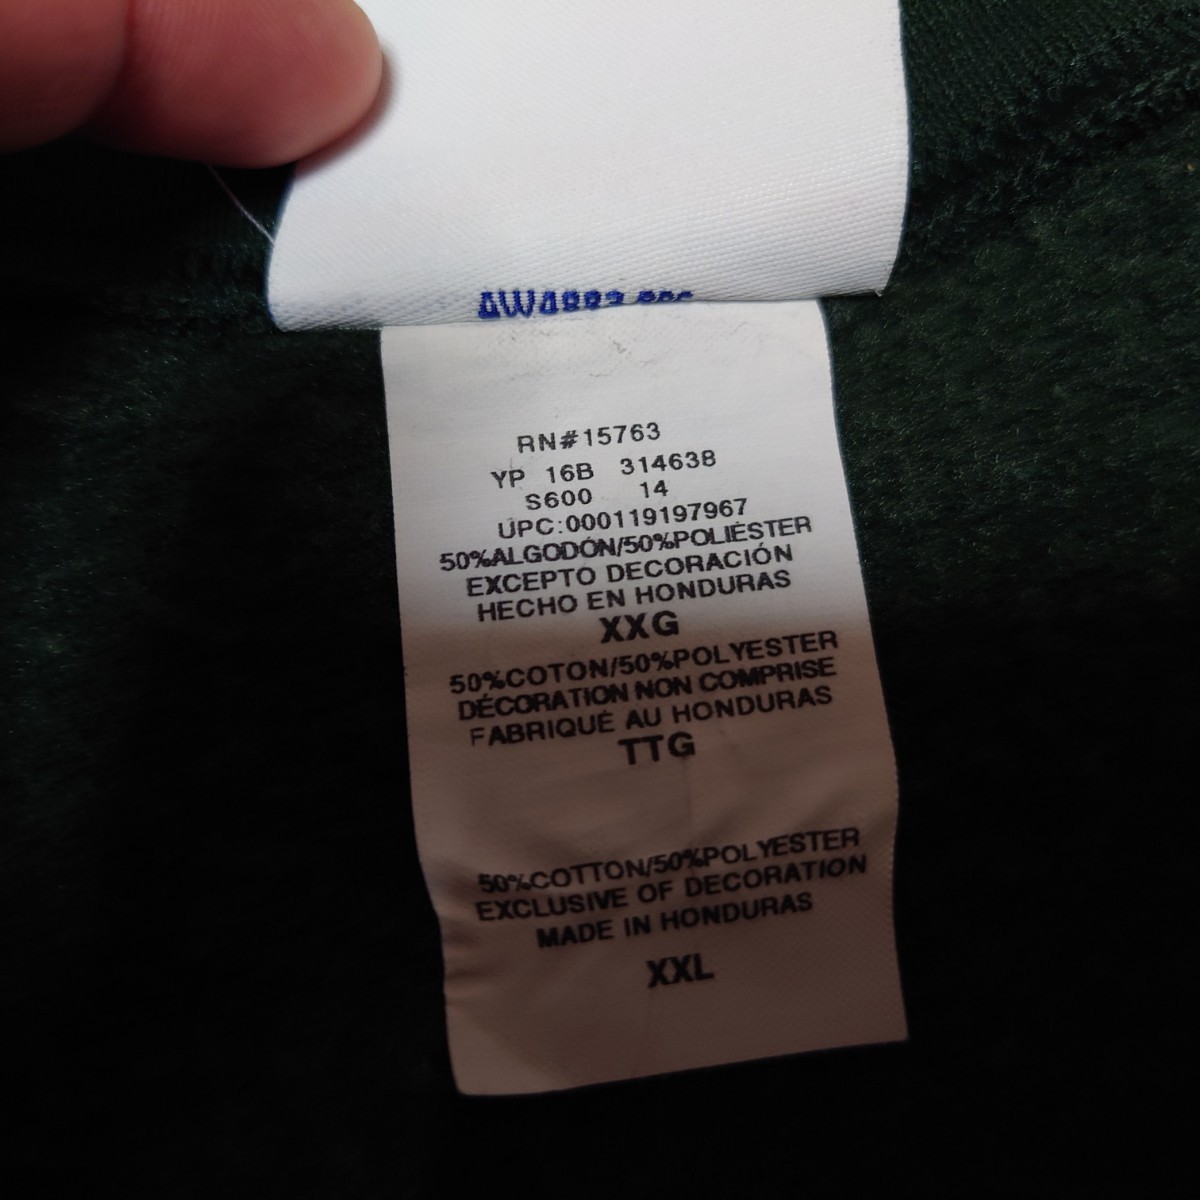 RN#15763
YP 16B 314638
S600 14
UPC:000119197967
50%ALGODÓN/50%POLIÉSTER
EXCEPTO DECORACIÓN
HECHO EN HONDURAS
XXG
50%COTON/50%POLYESTER
DÉCORATION NON COMPRISE
FABRIQUÉ AU HONDURAS
TTG
50%COTTON/50%POLYESTER
EXCLUSIVE OF DECORATION
MADE IN HONDURAS
XXL